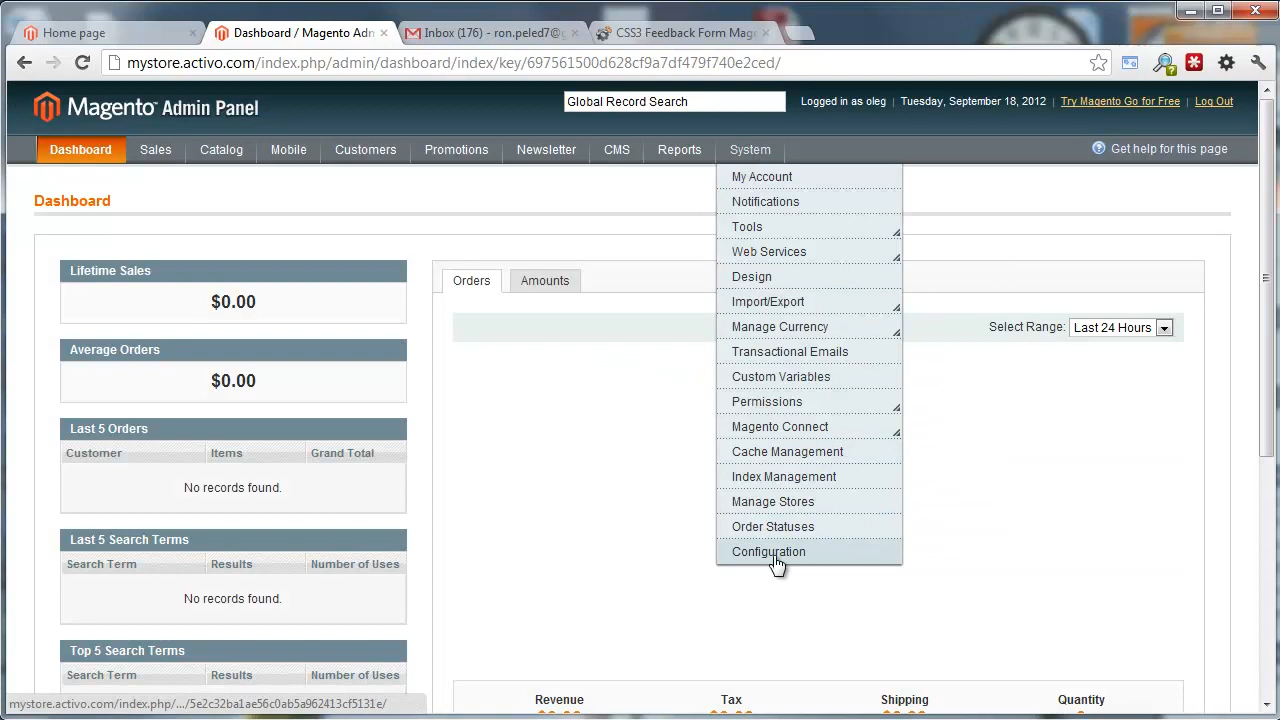 Home page
Dashboard / Magento Adm
Inbox (176) - ron.peled7@g
CSS3 Feedback Form Mage
mystore.activo.com/index.php/admin/dashboard/index/key/697561500d628cf9a7df479f740e2ced/
Magento Admin Panel
Global Record Search
Logged in as oleg | Tuesday, September 18, 2012 | Try Magento Go for Free | Log Out
Dashboard Sales Catalog Mobile Customers Promotions Newsletter CMS Reports System
Get help for this page
My Account
Notifications
Tools
Web Services
Design
Import/Export
Manage Currency
Transactional Emails
Custom Variables
Permissions
Magento Connect
Cache Management
Index Management
Manage Stores
Order Statuses
Configuration
Dashboard
Lifetime Sales
$0.00
Average Orders
$0.00
Last 5 Orders
Customer Items Grand Total
No records found.
Last 5 Search Terms
Search Term Results Number of Uses
No records found.
Top 5 Search Terms
Search Term Results Number of Uses
Orders Amounts
Select Range: Last 24 Hours
Revenue Tax Shipping Quantity
mystore.activo.com/index.php/.../5e2c32ba1ae56c0ab5a962413cf5131e/